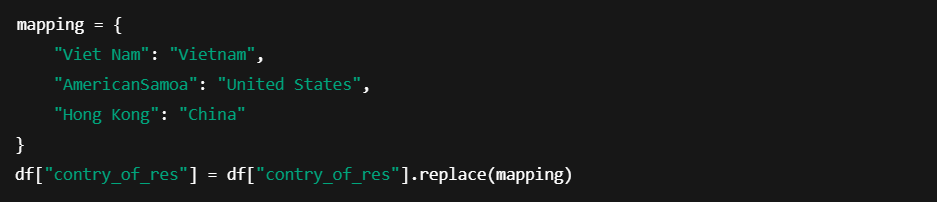 mapping = {
    "Viet Nam": "Vietnam",
    "AmericanSamoa": "United States",
    "Hong Kong": "China"
}
df["contry_of_res"] = df["contry_of_res"].replace(mapping)